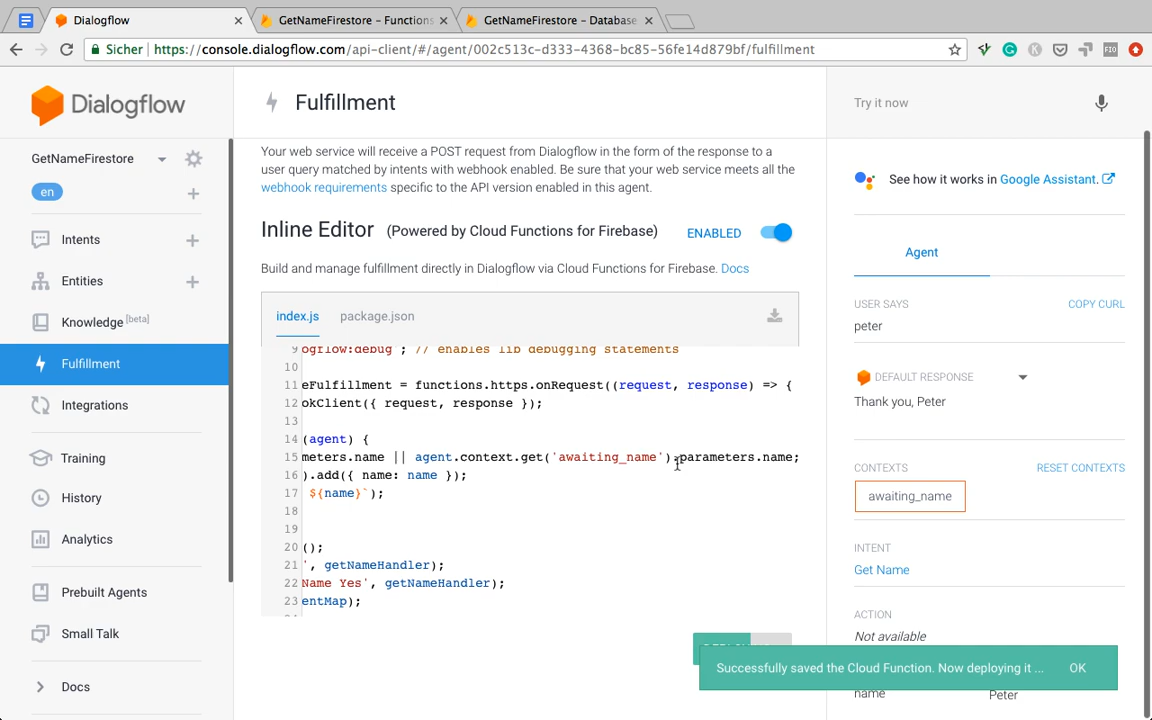 Dialogflow
GetNameFirestore – Functions
GetNameFirestore – Database
Sicher
https://console.dialogflow.com/api-client/#/agent/002c513c-d333-4368-bc85-56fe14d879bf/fulfillment
Dialogflow
GetNameFirestore
en
Intents
Entities
Knowledge [beta]
Fulfillment
Integrations
Training
History
Analytics
Prebuilt Agents
Small Talk
Docs
Fulfillment
Your web service will receive a POST request from Dialogflow in the form of the response to a
user query matched by intents with webhook enabled. Be sure that your web service meets all the
webhook requirements specific to the API version enabled in this agent.
Inline Editor (Powered by Cloud Functions for Firebase) ENABLED
Build and manage fulfillment directly in Dialogflow via Cloud Functions for Firebase. Docs
index.js package.json
9 ogflow:debug'; // enables lib debugging statements
10
11 eFulfillment = functions.https.onRequest((request, response) => {
12 okClient({ request, response });
13
14 (agent) {
15 meters.name || agent.context.get('awaiting_name').parameters.name;
16 ).add({ name: name });
17 ${name}`);
18
19
20 ();
21 ', getNameHandler);
22 Name Yes', getNameHandler);
23 entMap);
Try it now
See how it works in Google Assistant.
Agent
USER SAYS COPY CURL
peter
DEFAULT RESPONSE
Thank you, Peter
CONTEXTS RESET CONTEXTS
awaiting_name
INTENT
Get Name
ACTION
Not available
Successfully saved the Cloud Function. Now deploying it ... OK
name Peter